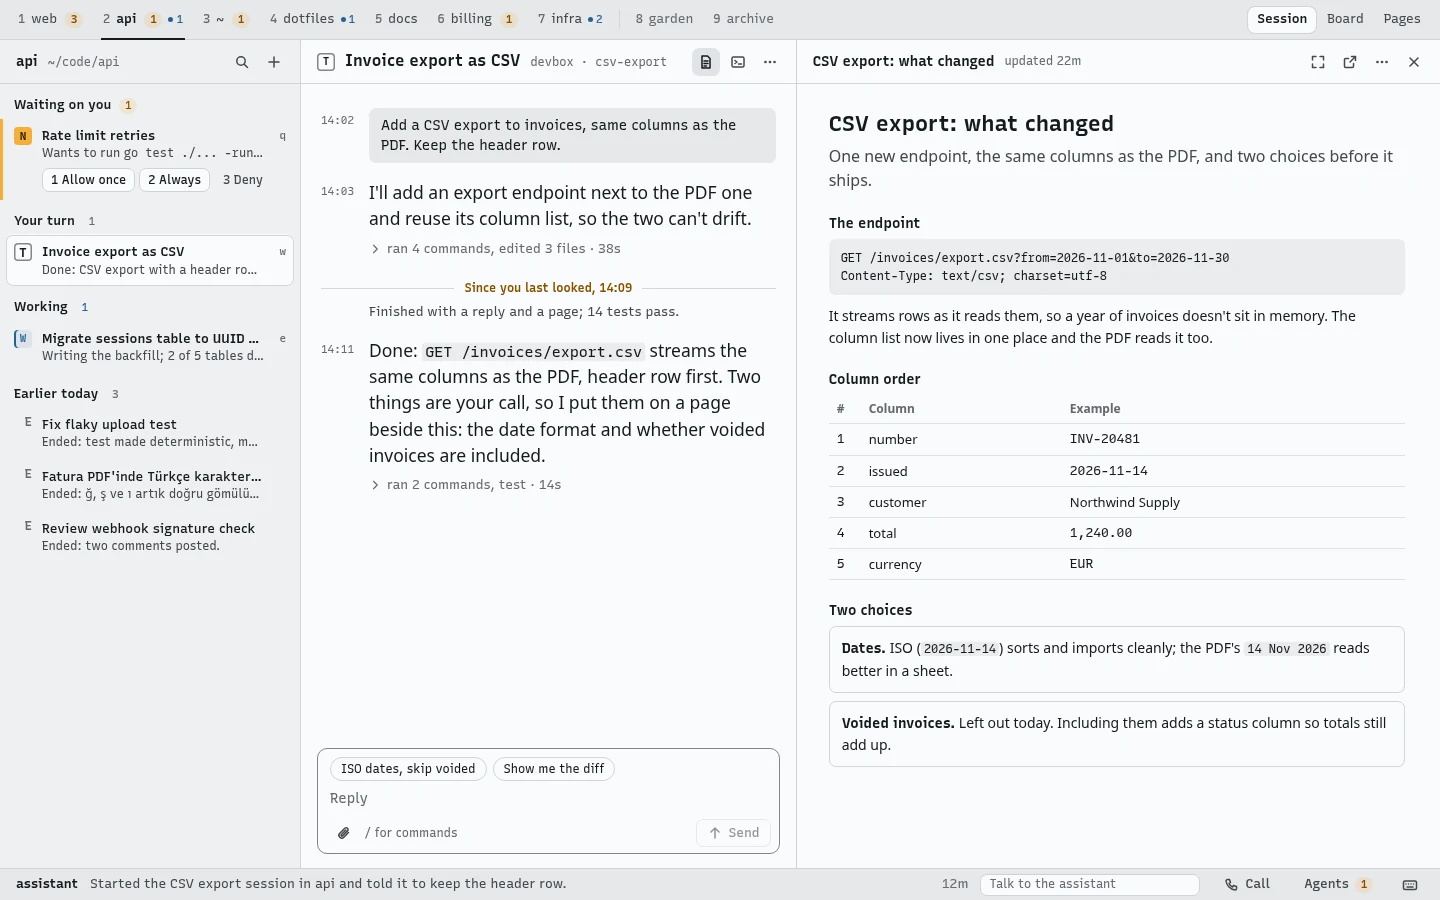 1 web 3 2 api 1 •1 3 ~ 1 4 dotfiles •1 5 docs 6 billing 1 7 infra •2 8 garden 9 archive Session Board Pages
api ~/code/api
Waiting on you 1
N Rate limit retries q
Wants to run go test ./... -run…
1 Allow once 2 Always 3 Deny
Your turn 1
T Invoice export as CSV w
Done: CSV export with a header ro…
Working 1
W Migrate sessions table to UUID … e
Writing the backfill; 2 of 5 tables d…
Earlier today 3
E Fix flaky upload test
Ended: test made deterministic, m…
E Fatura PDF'inde Türkçe karakter…
Ended: ğ, ş ve ı artık doğru gömülü…
E Review webhook signature check
Ended: two comments posted.
T Invoice export as CSV devbox · csv-export
14:02 Add a CSV export to invoices, same columns as the
PDF. Keep the header row.
14:03 I'll add an export endpoint next to the PDF one
and reuse its column list, so the two can't drift.
ran 4 commands, edited 3 files · 38s
Since you last looked, 14:09
Finished with a reply and a page; 14 tests pass.
14:11 Done: GET /invoices/export.csv streams the
same columns as the PDF, header row first. Two
things are your call, so I put them on a page
beside this: the date format and whether voided
invoices are included.
ran 2 commands, test · 14s
ISO dates, skip voided Show me the diff
Reply
/ for commands Send
CSV export: what changed updated 22m
CSV export: what changed
One new endpoint, the same columns as the PDF, and two choices before it
ships.
The endpoint
GET /invoices/export.csv?from=2026-11-01&to=2026-11-30
Content-Type: text/csv; charset=utf-8
It streams rows as it reads them, so a year of invoices doesn't sit in memory. The
column list now lives in one place and the PDF reads it too.
Column order
# Column Example
1 number INV-20481
2 issued 2026-11-14
3 customer Northwind Supply
4 total 1,240.00
5 currency EUR
Two choices
Dates. ISO (2026-11-14) sorts and imports cleanly; the PDF's 14 Nov 2026 reads
better in a sheet.
Voided invoices. Left out today. Including them adds a status column so totals still
add up.
assistant Started the CSV export session in api and told it to keep the header row. 12m Talk to the assistant Call Agents 1